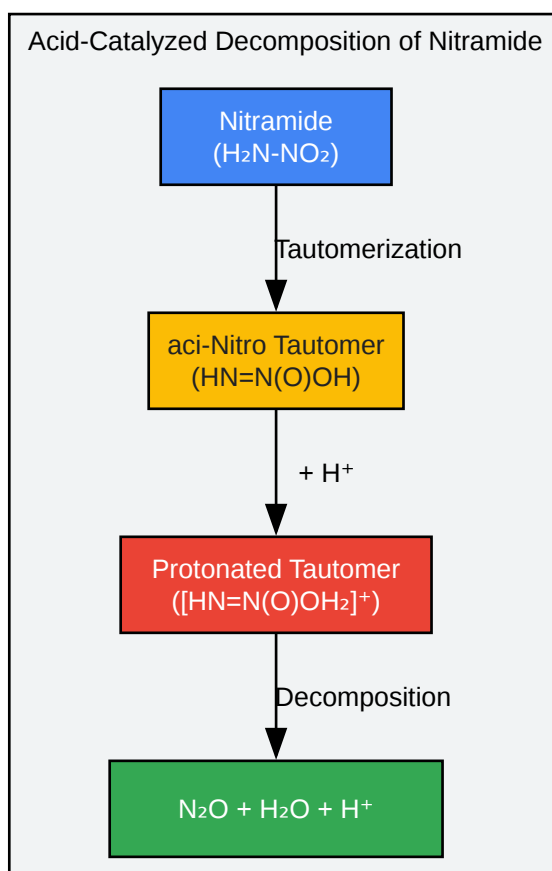 Acid-Catalyzed Decomposition of Nitramide
Nitramide
(H₂N-NO₂)
Tautomerization
aci-Nitro Tautomer
(HN=N(O)OH)
+ H⁺
Protonated Tautomer
([HN=N(O)OH₂]⁺)
Decomposition
N₂O + H₂O + H⁺